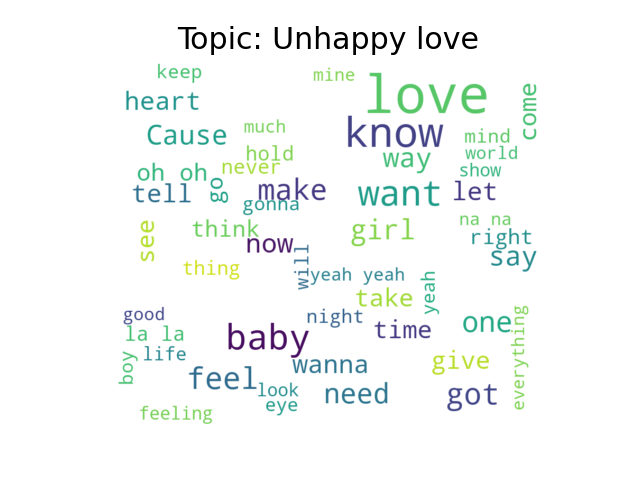 Topic: Unhappy love
keep
mine
love
heart
come
Cause
much
know
mind
hold
way
world
oh oh
never
show
tell
go
make
want
let
gonna
see
think
now
girl
na na
right
say
thing
will
yeah yeah
yeah
take
good
night
time
one
la la
baby
everything
boy
life
wanna
give
feel
look
need
got
eye
feeling